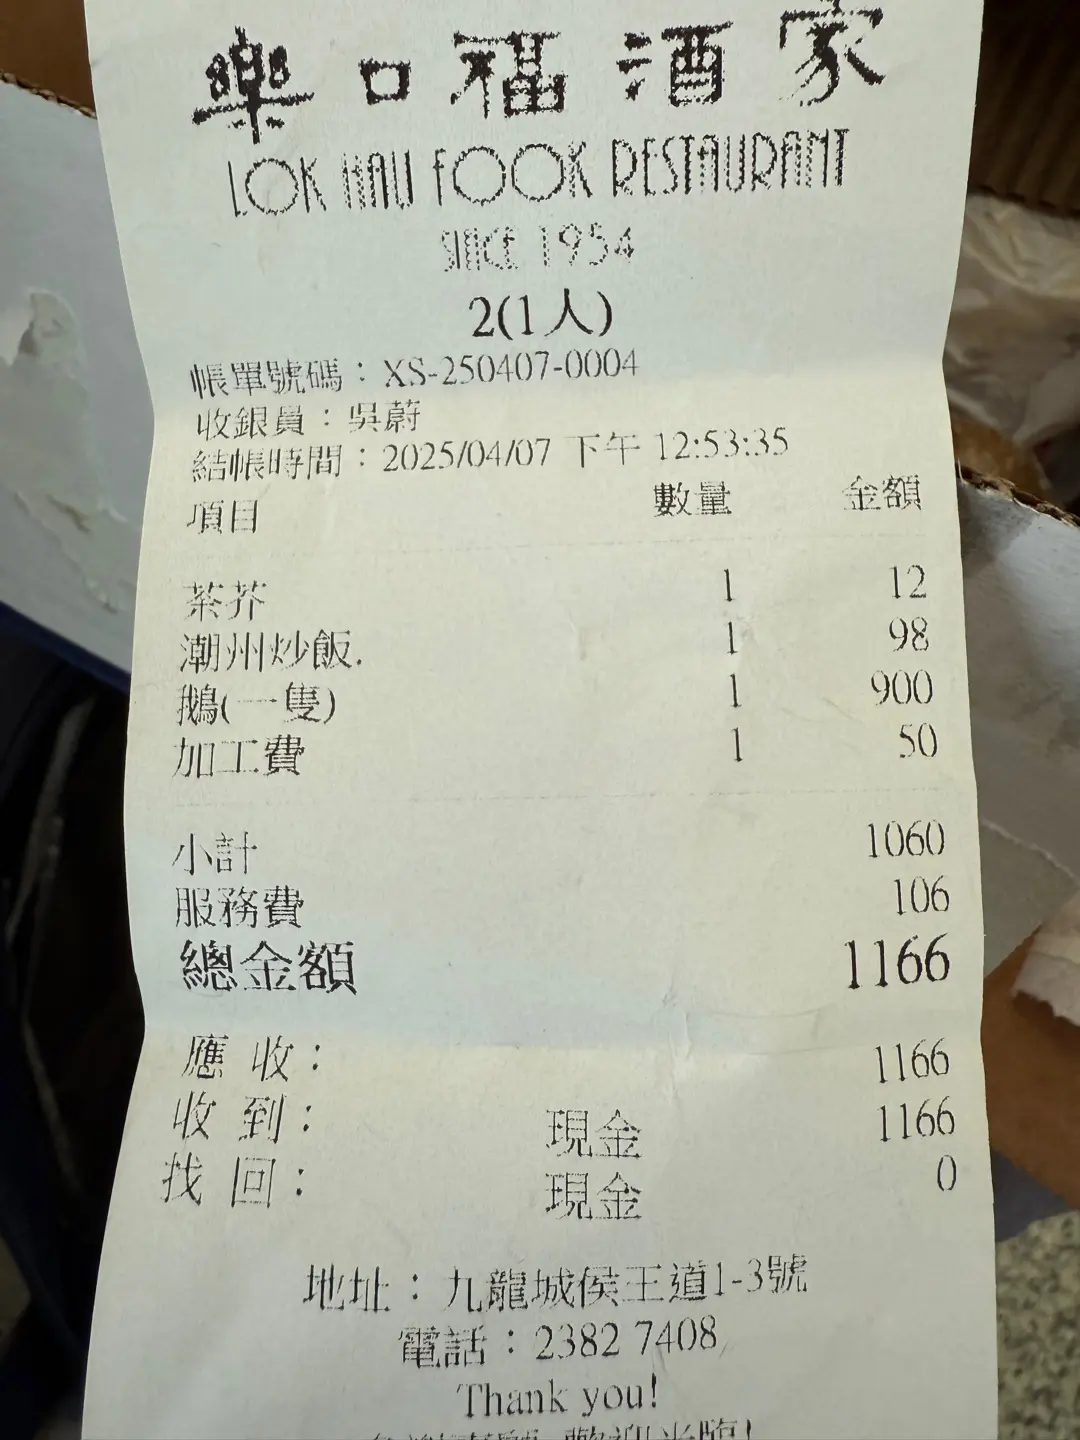 樂口福酒家
LOK HAU FOOK RESTAURANT
SINCE 1954
2(1人)
帳單號碼：XS-250407-0004
收銀員：吳蔚
結帳時間：2025/04/07 下午 12:53:35
項目 數量 金額
茶芥 1 12
潮州炒飯. 1 98
鵝(一隻) 1 900
加工費 1 50
小計 1060
服務費 106
總金額 1166
應 收： 1166
收 到： 現金 1166
找 回： 現金 0
地址：九龍城侯王道1-3號
電話：2382 7408
Thank you!
歡迎光臨!